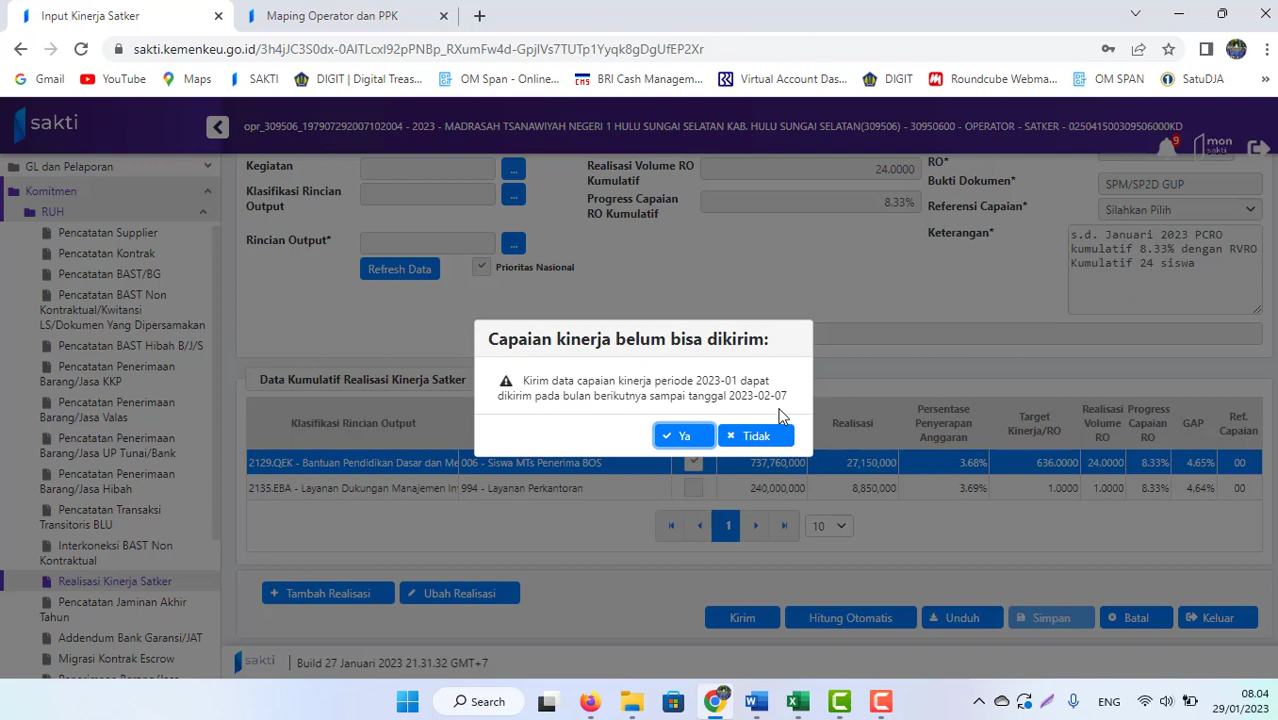 Input Kinerja Satker
Maping Operator dan PPK
sakti.kemenkeu.go.id/3h4jJC3S0dx-0AITLcxI92pPNBp_RXumFw4d-GpjIVs7TUTp1Yyqk8gDgUfEP2Xr
Gmail YouTube Maps SAKTI DIGIT | Digital Treas... OM Span - Online... BRI Cash Managem... Virtual Account Das... DIGIT Roundcube Webma... OM SPAN SatuDJA
sakti
opr_309506_197907292007102004 - 2023 - MADRASAH TSANAWIYAH NEGERI 1 HULU SUNGAI SELATAN KAB. HULU SUNGAI SELATAN(309506) - 30950600 - OPERATOR - SATKER - 025041500309506000KD
9
mon
sakti
GL dan Pelaporan
Komitmen
RUH
Pencatatan Supplier
Pencatatan Kontrak
Pencatatan BAST/BG
Pencatatan BAST Non
Kontraktual/Kwitansi
LS/Dokumen Yang Dipersamakan
Pencatatan BAST Hibah B/J/S
Pencatatan Penerimaan
Barang/Jasa KKP
Pencatatan Penerimaan
Barang/Jasa Valas
Pencatatan Penerimaan
Barang/Jasa UP Tunai/Bank
Pencatatan Penerimaan
Barang/Jasa Hibah
Pencatatan Transaksi
Transitoris BLU
Interkoneksi BAST Non
Kontraktual
Realisasi Kinerja Satker
Pencatatan Jaminan Akhir
Tahun
Addendum Bank Garansi/JAT
Migrasi Kontrak Escrow
Kegiatan ...
Klasifikasi Rincian
Output ...
Rincian Output* ...
Refresh Data
Prioritas Nasional
Realisasi Volume RO
Kumulatif 24.0000
Progress Capaian
RO Kumulatif 8.33%
RO*
Bukti Dokumen* SPM/SP2D GUP
Referensi Capaian* Silahkan Pilih
Keterangan* s.d. Januari 2023 PCRO
kumulatif 8.33% dengan RVRO
Kumulatif 24 siswa
Capaian kinerja belum bisa dikirim:
Kirim data capaian kinerja periode 2023-01 dapat
dikirim pada bulan berikutnya sampai tanggal 2023-02-07
Ya Tidak
Data Kumulatif Realisasi Kinerja Satker
Klasifikasi Rincian Output Realisasi Persentase Penyerapan Anggaran Target Kinerja/RO Realisasi Volume RO Progress Capaian RO GAP Ref. Capaian
2129.QEK - Bantuan Pendidikan Dasar dan Me 006 - Siswa MTs Penerima BOS 737,760,000 27,150,000 3.68% 636.0000 24.0000 8.33% 4.65% 00
2135.EBA - Layanan Dukungan Manajemen In 994 - Layanan Perkantoran 240,000,000 8,850,000 3.69% 1.0000 1.0000 8.33% 4.64% 00
1 10
Tambah Realisasi Ubah Realisasi
Kirim Hitung Otomatis Unduh Simpan Batal Keluar
sakti Build 27 Januari 2023 21.31.32 GMT+7
Search
ENG
08.04
29/01/2023